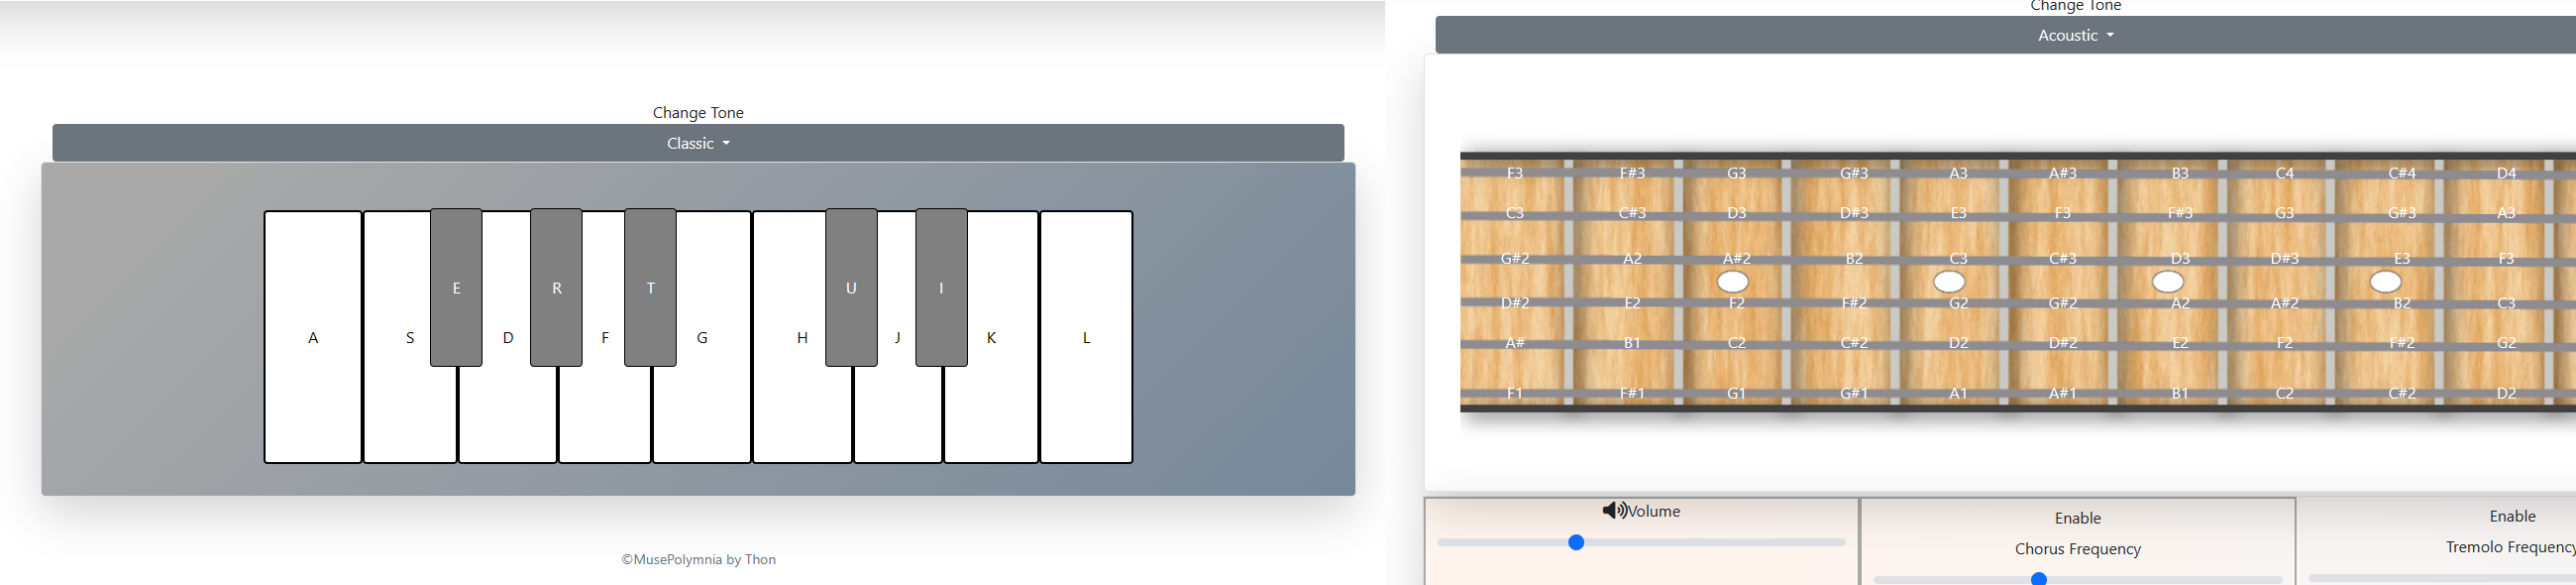 Change Tone
Classic
E R T U I
A S D F G H J K L
©MusePolymnia by Thon
Change Tone
Acoustic
F3 F#3 G3 G#3 A3 A#3 B3 C4 C#4 D4
C3 C#3 D3 D#3 E3 F3 F#3 G3 G#3 A3
G#2 A2 A#2 B2 C3 C#3 D3 D#3 E3 F3
D#2 E2 F2 F#2 G2 G#2 A2 A#2 B2 C3
A# B1 C2 C#2 D2 D#2 E2 F2 F#2 G2
F1 F#1 G1 G#1 A1 A#1 B1 C2 C#2 D2
Volume
Enable
Chorus Frequency
Enable
Tremolo Frequency